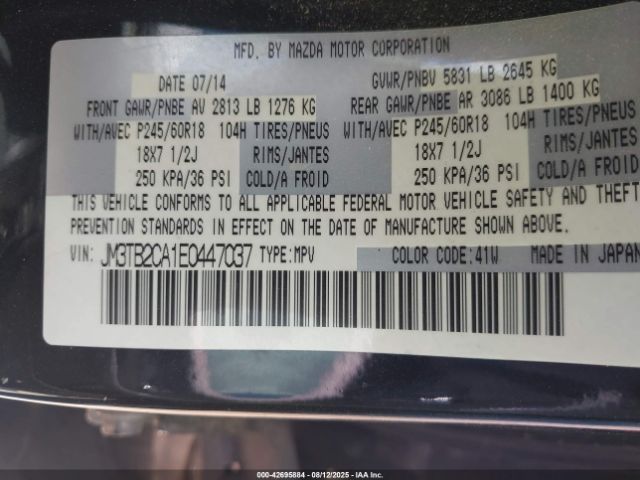 MFD. BY MAZDA MOTOR CORPORATION
DATE 07/14 GVWR/PNBV 5831 LB 2645 KG
FRONT GAWR/PNBE AV 2813 LB 1276 KG REAR GAWR/PNBE AR 3086 LB 1400 KG
WITH/AVEC P245/60R18 104H TIRES/PNEUS WITH/AVEC P245/60R18 104H TIRES/PNEUS
18X7 1/2J RIMS/JANTES 18X7 1/2J RIMS/JANTES
250 KPA/36 PSI COLD/A FROID 250 KPA/36 PSI COLD/A FROID
THIS VEHICLE CONFORMS TO ALL APPLICABLE FEDERAL MOTOR VEHICLE SAFETY AND THEFT
PREVENTION STANDARDS IN EFFECT ON THE DATE OF MANUFACTURE SHOWN ABOVE.
VIN: JM3TB2CA1E0447037 TYPE:MPV COLOR CODE:41W MADE IN JAPAN
000-42695884 - 08/12/2025 - IAA Inc.